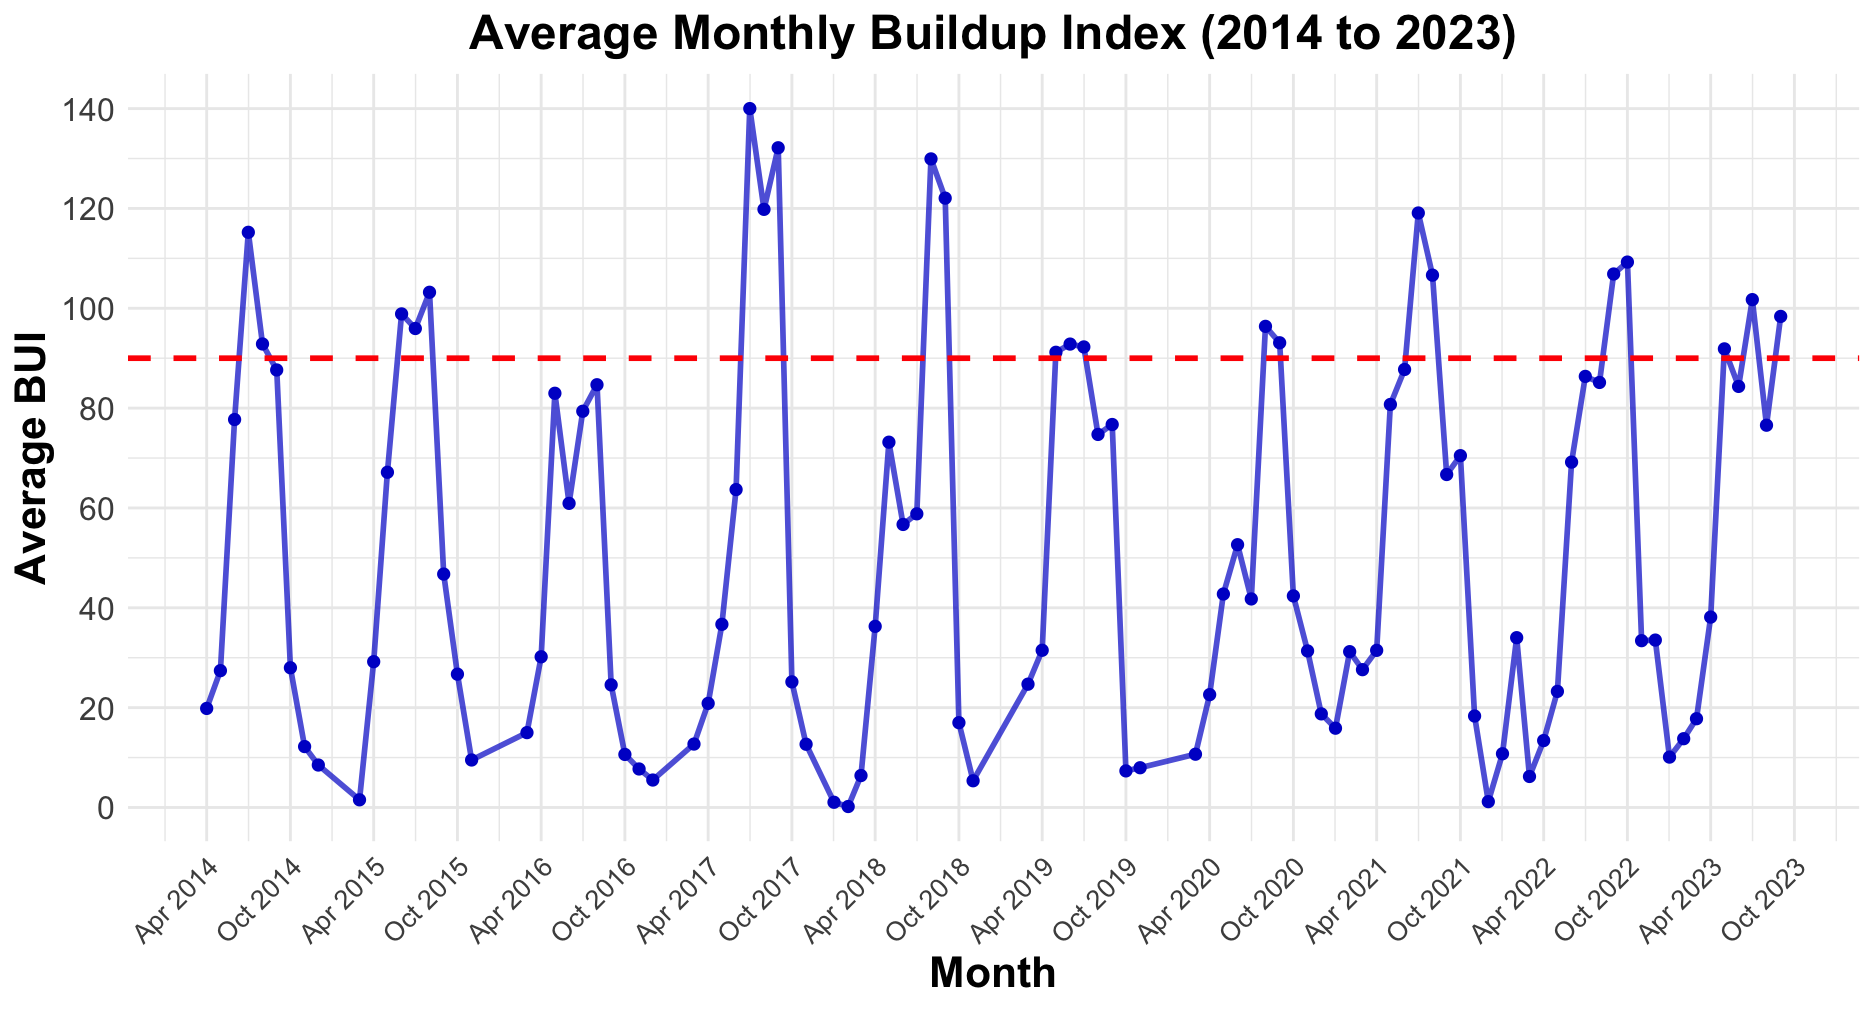 Average Monthly Buildup Index (2014 to 2023)
Average BUI
140
120
100
80
60
40
20
0
Apr 2014
Oct 2014
Apr 2015
Oct 2015
Apr 2016
Oct 2016
Apr 2017
Oct 2017
Apr 2018
Oct 2018
Apr 2019
Oct 2019
Apr 2020
Oct 2020
Apr 2021
Oct 2021
Apr 2022
Oct 2022
Apr 2023
Oct 2023
Month